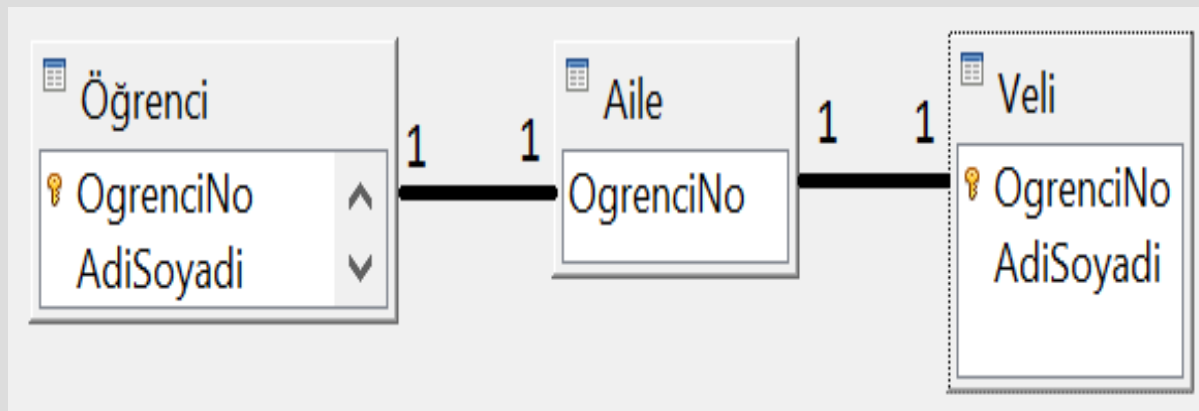 Öğrenci
OgrenciNo
AdiSoyadi
1
1
Aile
OgrenciNo
1
1
Veli
OgrenciNo
AdiSoyadi